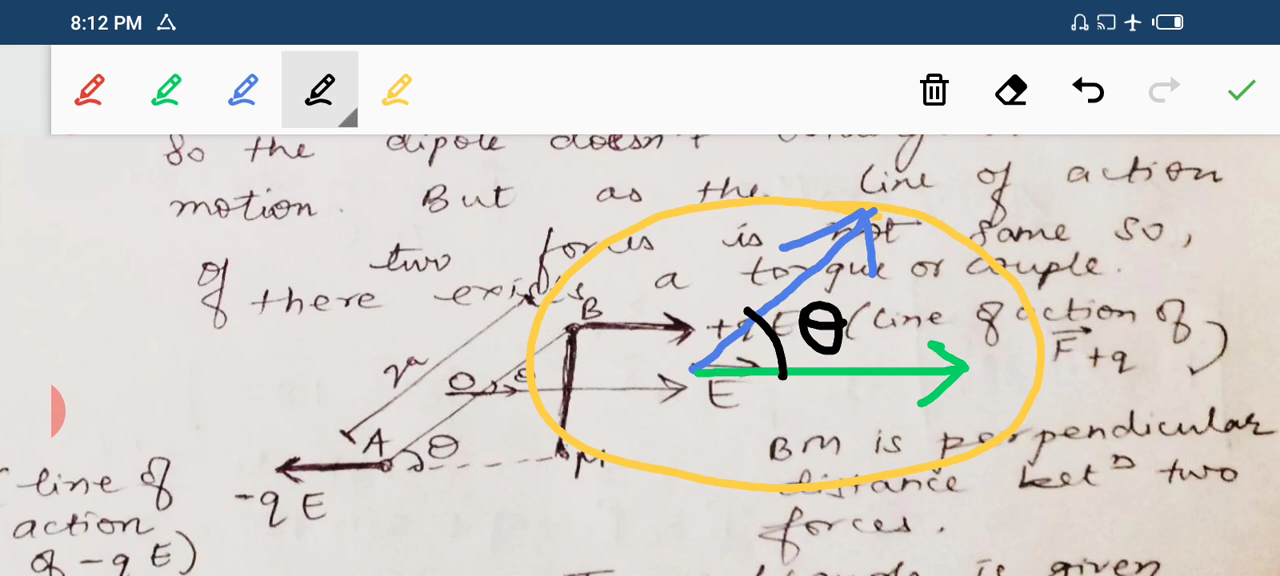 8:12 PM
So the dipole doesn't
motion. But as the line of action
of two forces is not same so,
there exists a torque or couple.
B
+qE (line of action of
F+q)
θ
r
O
θ
E
A
θ
M
-qE
BM is perpendicular
distance betn two
forces.
line of
action
of -qE)
is given